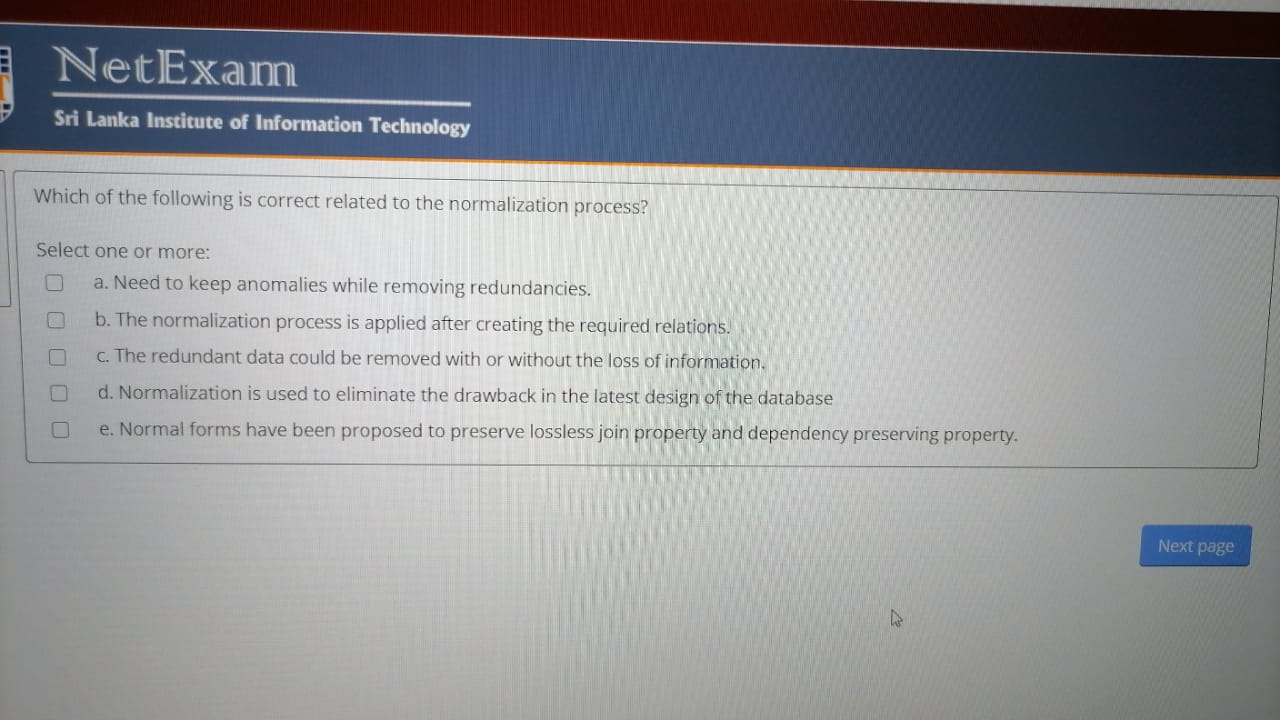 NetExam
Sri Lanka Institute of Information Technology
Which of the following is correct related to the normalization process?
Select one or more:
a. Need to keep anomalies while removing redundancies.
b. The normalization process is applied after creating the required relations.
c. The redundant data could be removed with or without the loss of information.
d. Normalization is used to eliminate the drawback in the latest design of the database
e. Normal forms have been proposed to preserve lossless join property and dependency preserving property.
Next page